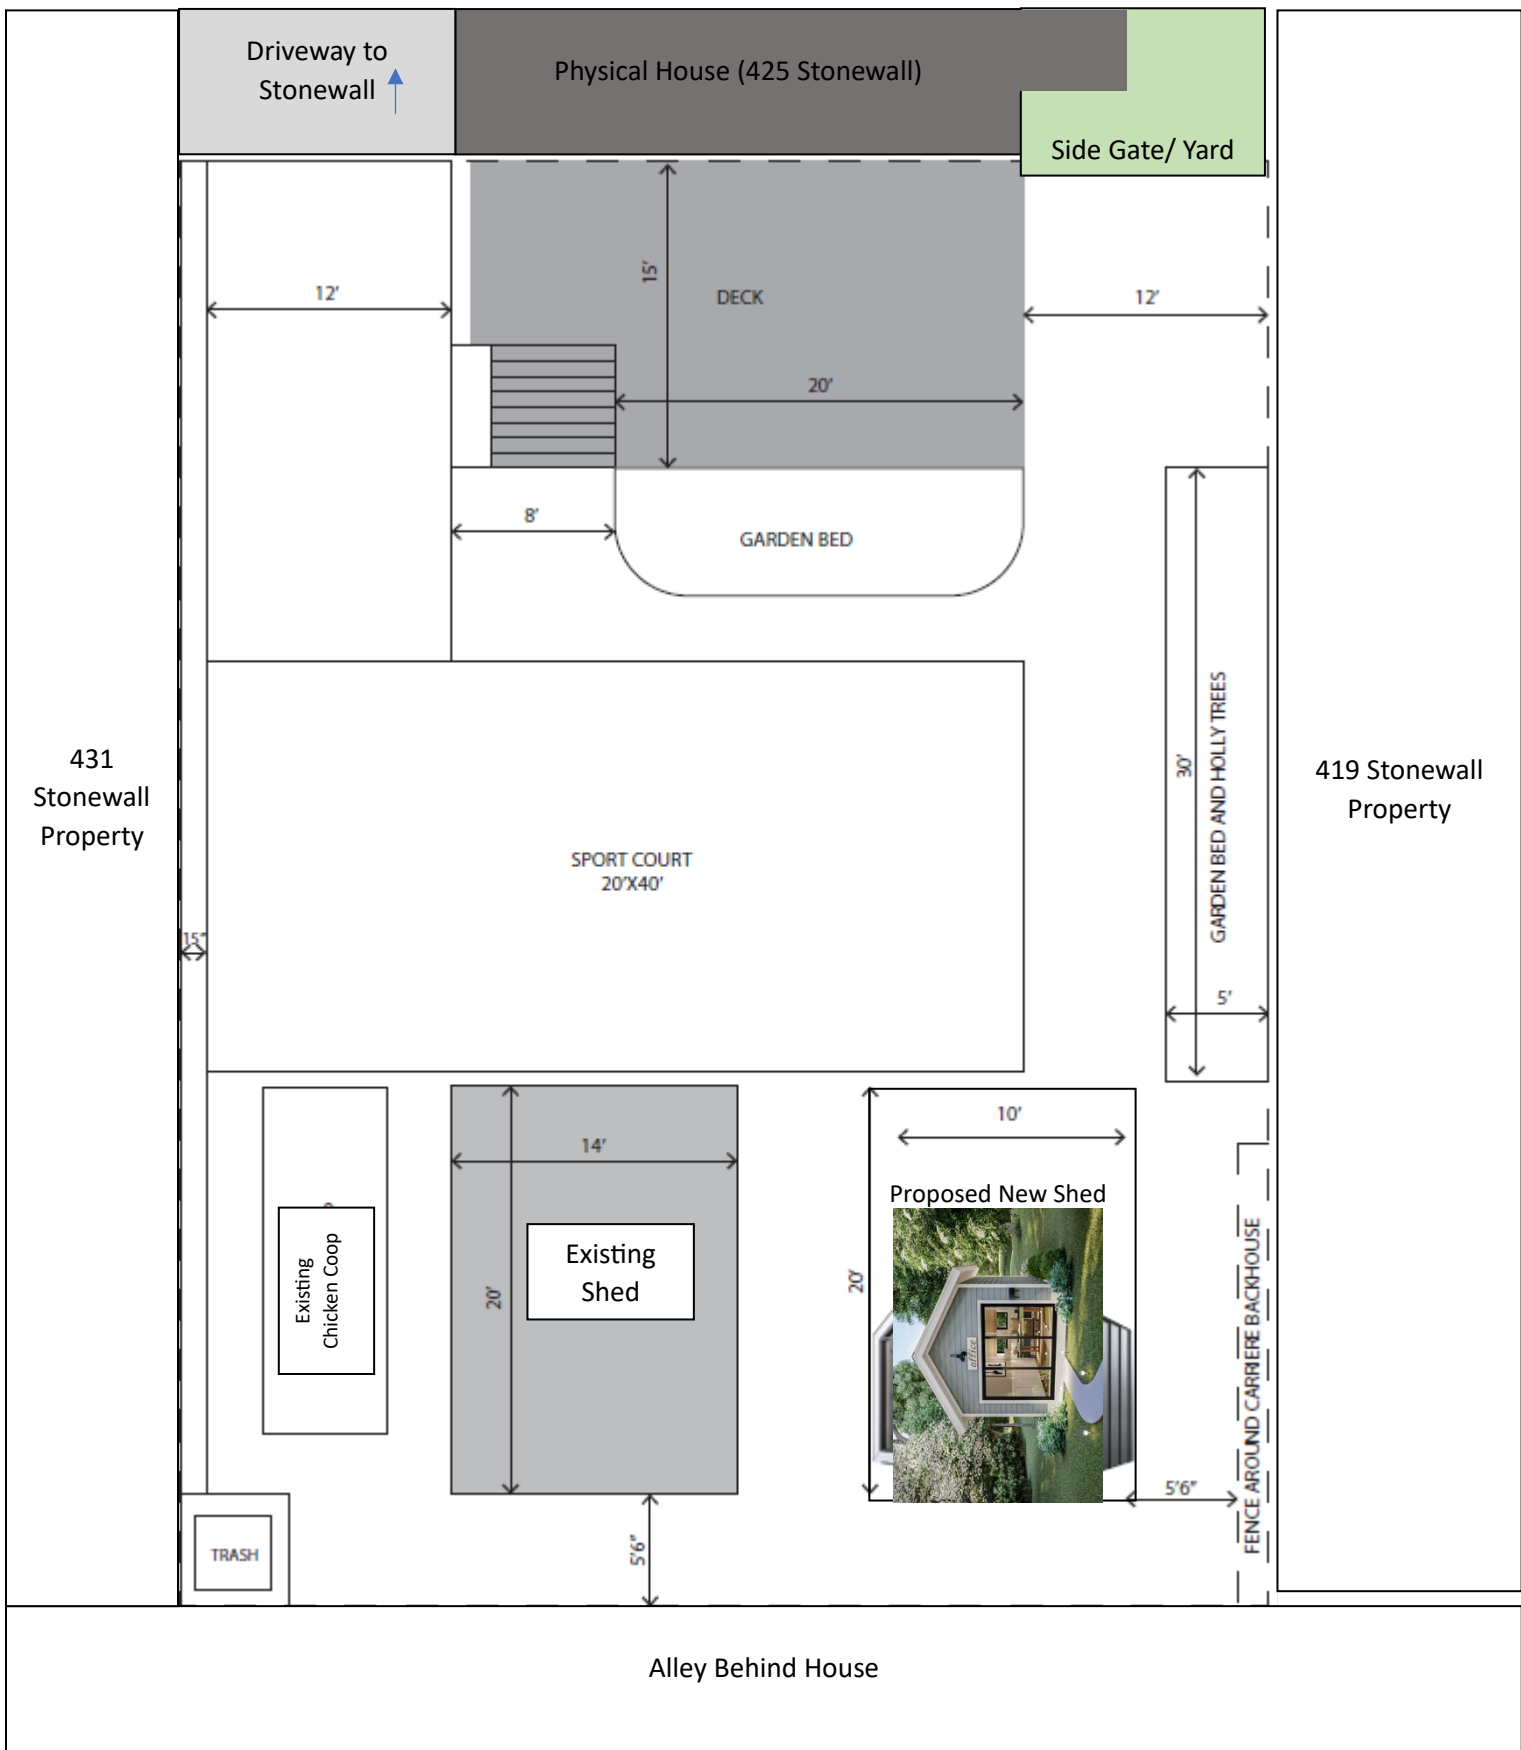 Driveway to
Stonewall
Physical House (425 Stonewall)
Side Gate/ Yard
12'
15'
DECK
12'
20'
8'
GARDEN BED
431
Stonewall
Property
SPORT COURT
20'X40'
15"
30'
GARDEN BED AND HOLLY TREES
5'
419 Stonewall
Property
Existing
Chicken Coop
14'
20'
Existing
Shed
10'
Proposed New Shed
20'
office
5'6"
FENCE AROUND CARRIERE BACKHOUSE
TRASH
5'6"
Alley Behind House